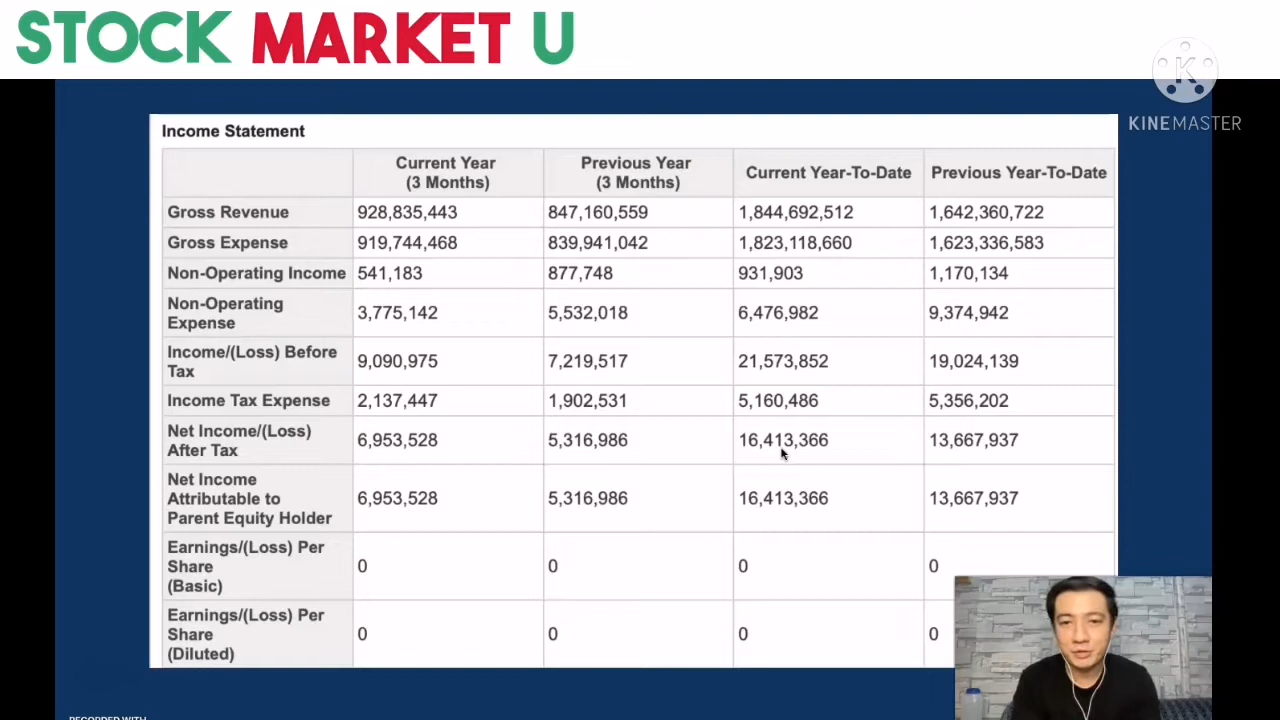 STOCK MARKET U
K
KINEMASTER
Income Statement
Current Year
(3 Months)
Previous Year
(3 Months)
Current Year-To-Date
Previous Year-To-Date
Gross Revenue 928,835,443 847,160,559 1,844,692,512 1,642,360,722
Gross Expense 919,744,468 839,941,042 1,823,118,660 1,623,336,583
Non-Operating Income 541,183 877,748 931,903 1,170,134
Non-Operating
Expense
3,775,142 5,532,018 6,476,982 9,374,942
Income/(Loss) Before
Tax
9,090,975 7,219,517 21,573,852 19,024,139
Income Tax Expense 2,137,447 1,902,531 5,160,486 5,356,202
Net Income/(Loss)
After Tax
6,953,528 5,316,986 16,413,366 13,667,937
Net Income
Attributable to
Parent Equity Holder
6,953,528 5,316,986 16,413,366 13,667,937
Earnings/(Loss) Per
Share
(Basic)
0 0 0 0
Earnings/(Loss) Per
Share
(Diluted)
0 0 0 0
RECORDED WITH